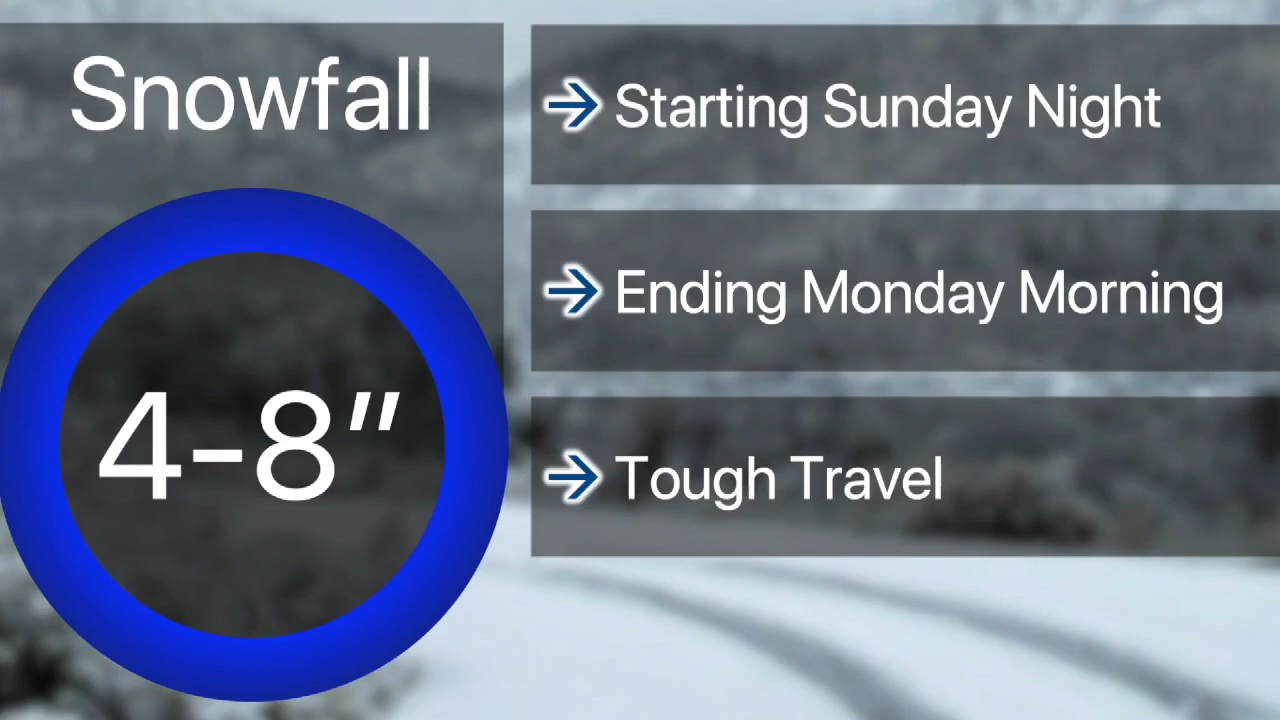 Snowfall
4-8"
Starting Sunday Night
Ending Monday Morning
Tough Travel